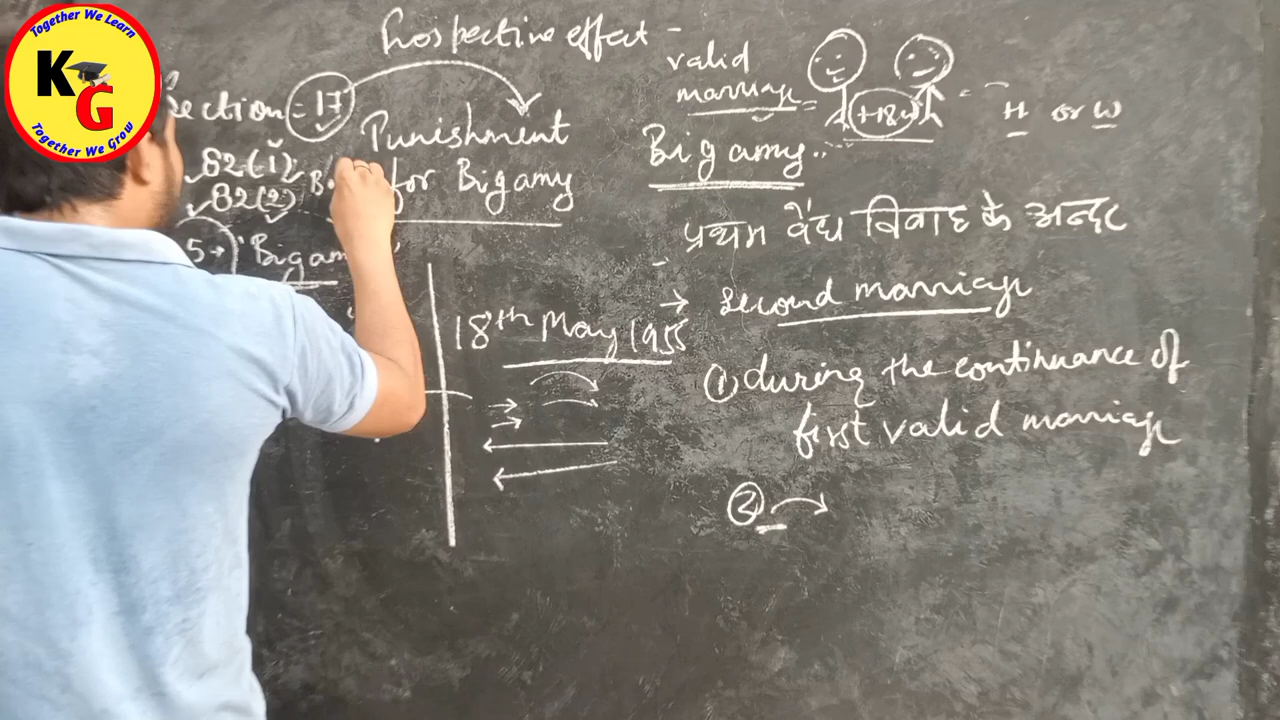 Together We Learn
KG
Together We Grow
Prospective effect -
Section = 17
Punishment
for Bigamy
82(1)
82(2)
5 → "Bigam
18th May 1955
valid
marriage =
= H or W
Bigamy..
प्रथम वैध विवाह के अन्दर
→ second marriage
① during the continuance of
first valid marriage
② →